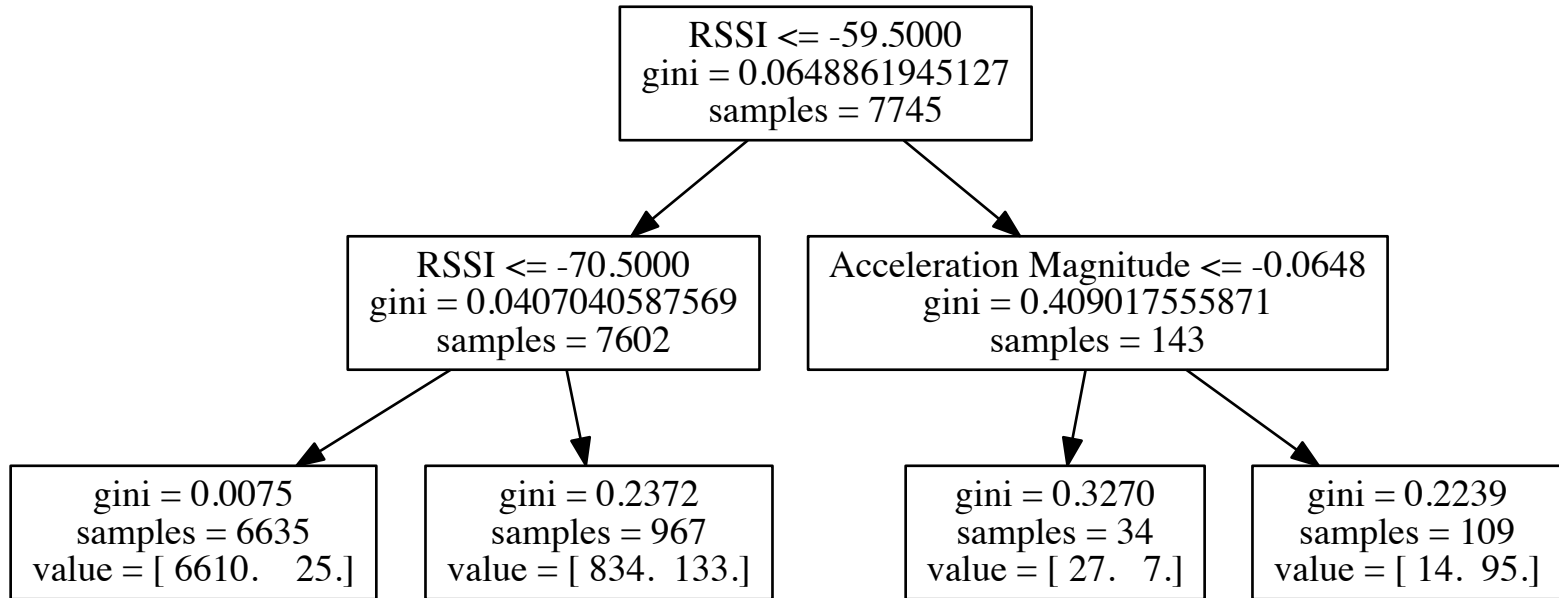 RSSI <= -59.5000
gini = 0.0648861945127
samples = 7745
RSSI <= -70.5000
gini = 0.0407040587569
samples = 7602
Acceleration Magnitude <= -0.0648
gini = 0.409017555871
samples = 143
gini = 0.0075
samples = 6635
value = [ 6610. 25.]
gini = 0.2372
samples = 967
value = [ 834. 133.]
gini = 0.3270
samples = 34
value = [ 27. 7.]
gini = 0.2239
samples = 109
value = [ 14. 95.]